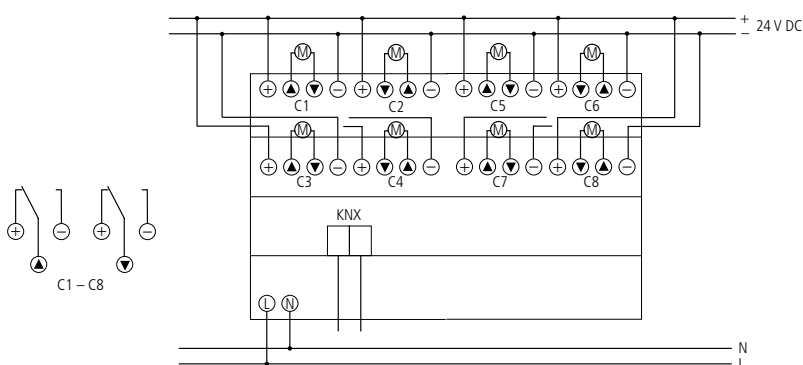 +
− 24 V DC
M M M M
+ − + − + − + −
C1 C2 C5 C6
M M M M
+ − + − + − + −
C3 C4 C7 C8
+ − + −
C1 – C8
KNX
L N
N
L